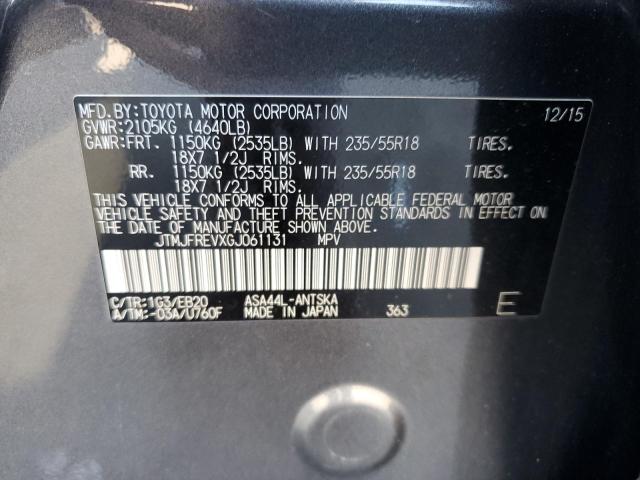 MFD.BY:TOYOTA MOTOR CORPORATION 12/15
GVWR:2105KG (4640LB)
GAWR:FRT. 1150KG (2535LB) WITH 235/55R18 TIRES.
18X7 1/2J RIMS.
RR. 1150KG (2535LB) WITH 235/55R18 TIRES.
18X7 1/2J RIMS.
THIS VEHICLE CONFORMS TO ALL APPLICABLE FEDERAL MOTOR
VEHICLE SAFETY AND THEFT PREVENTION STANDARDS IN EFFECT ON
THE DATE OF MANUFACTURE SHOWN ABOVE.
JTMJFREVXGJ061131 MPV
C/TR:1G3/EB20 ASA44L-ANTSKA
A/TM:-03A/U760F MADE IN JAPAN 363 E